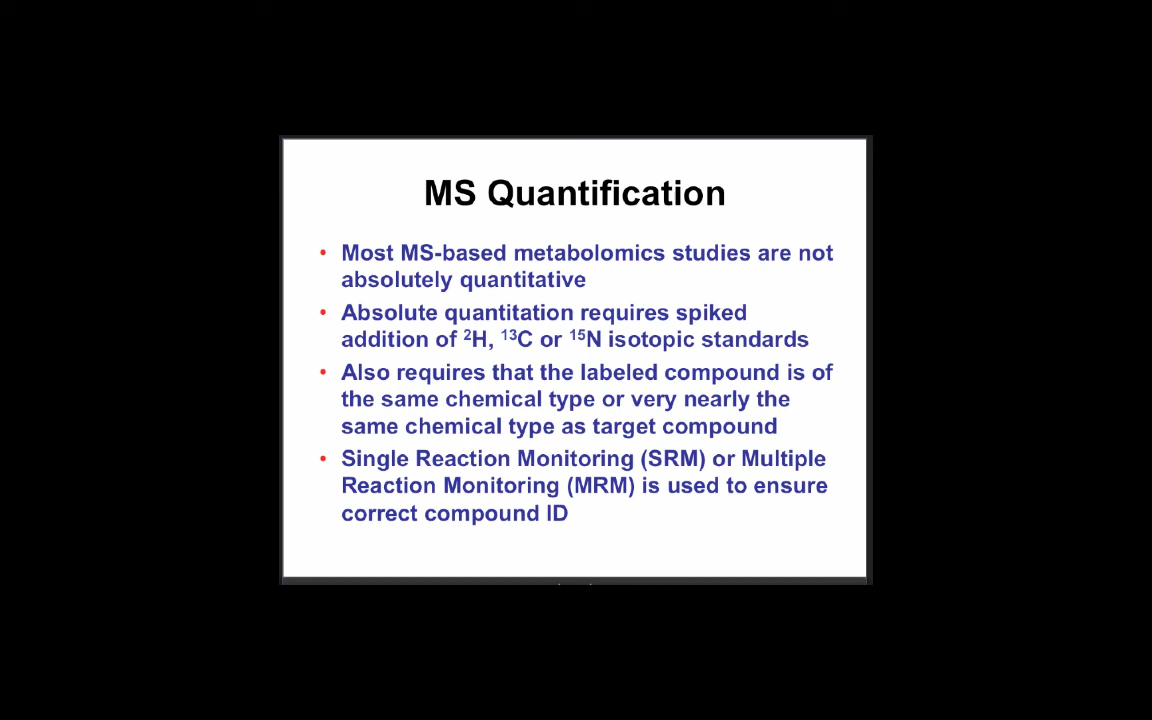 MS Quantification
• Most MS-based metabolomics studies are not
absolutely quantitative
• Absolute quantitation requires spiked
addition of ²H, ¹³C or ¹⁵N isotopic standards
• Also requires that the labeled compound is of
the same chemical type or very nearly the
same chemical type as target compound
• Single Reaction Monitoring (SRM) or Multiple
Reaction Monitoring (MRM) is used to ensure
correct compound ID